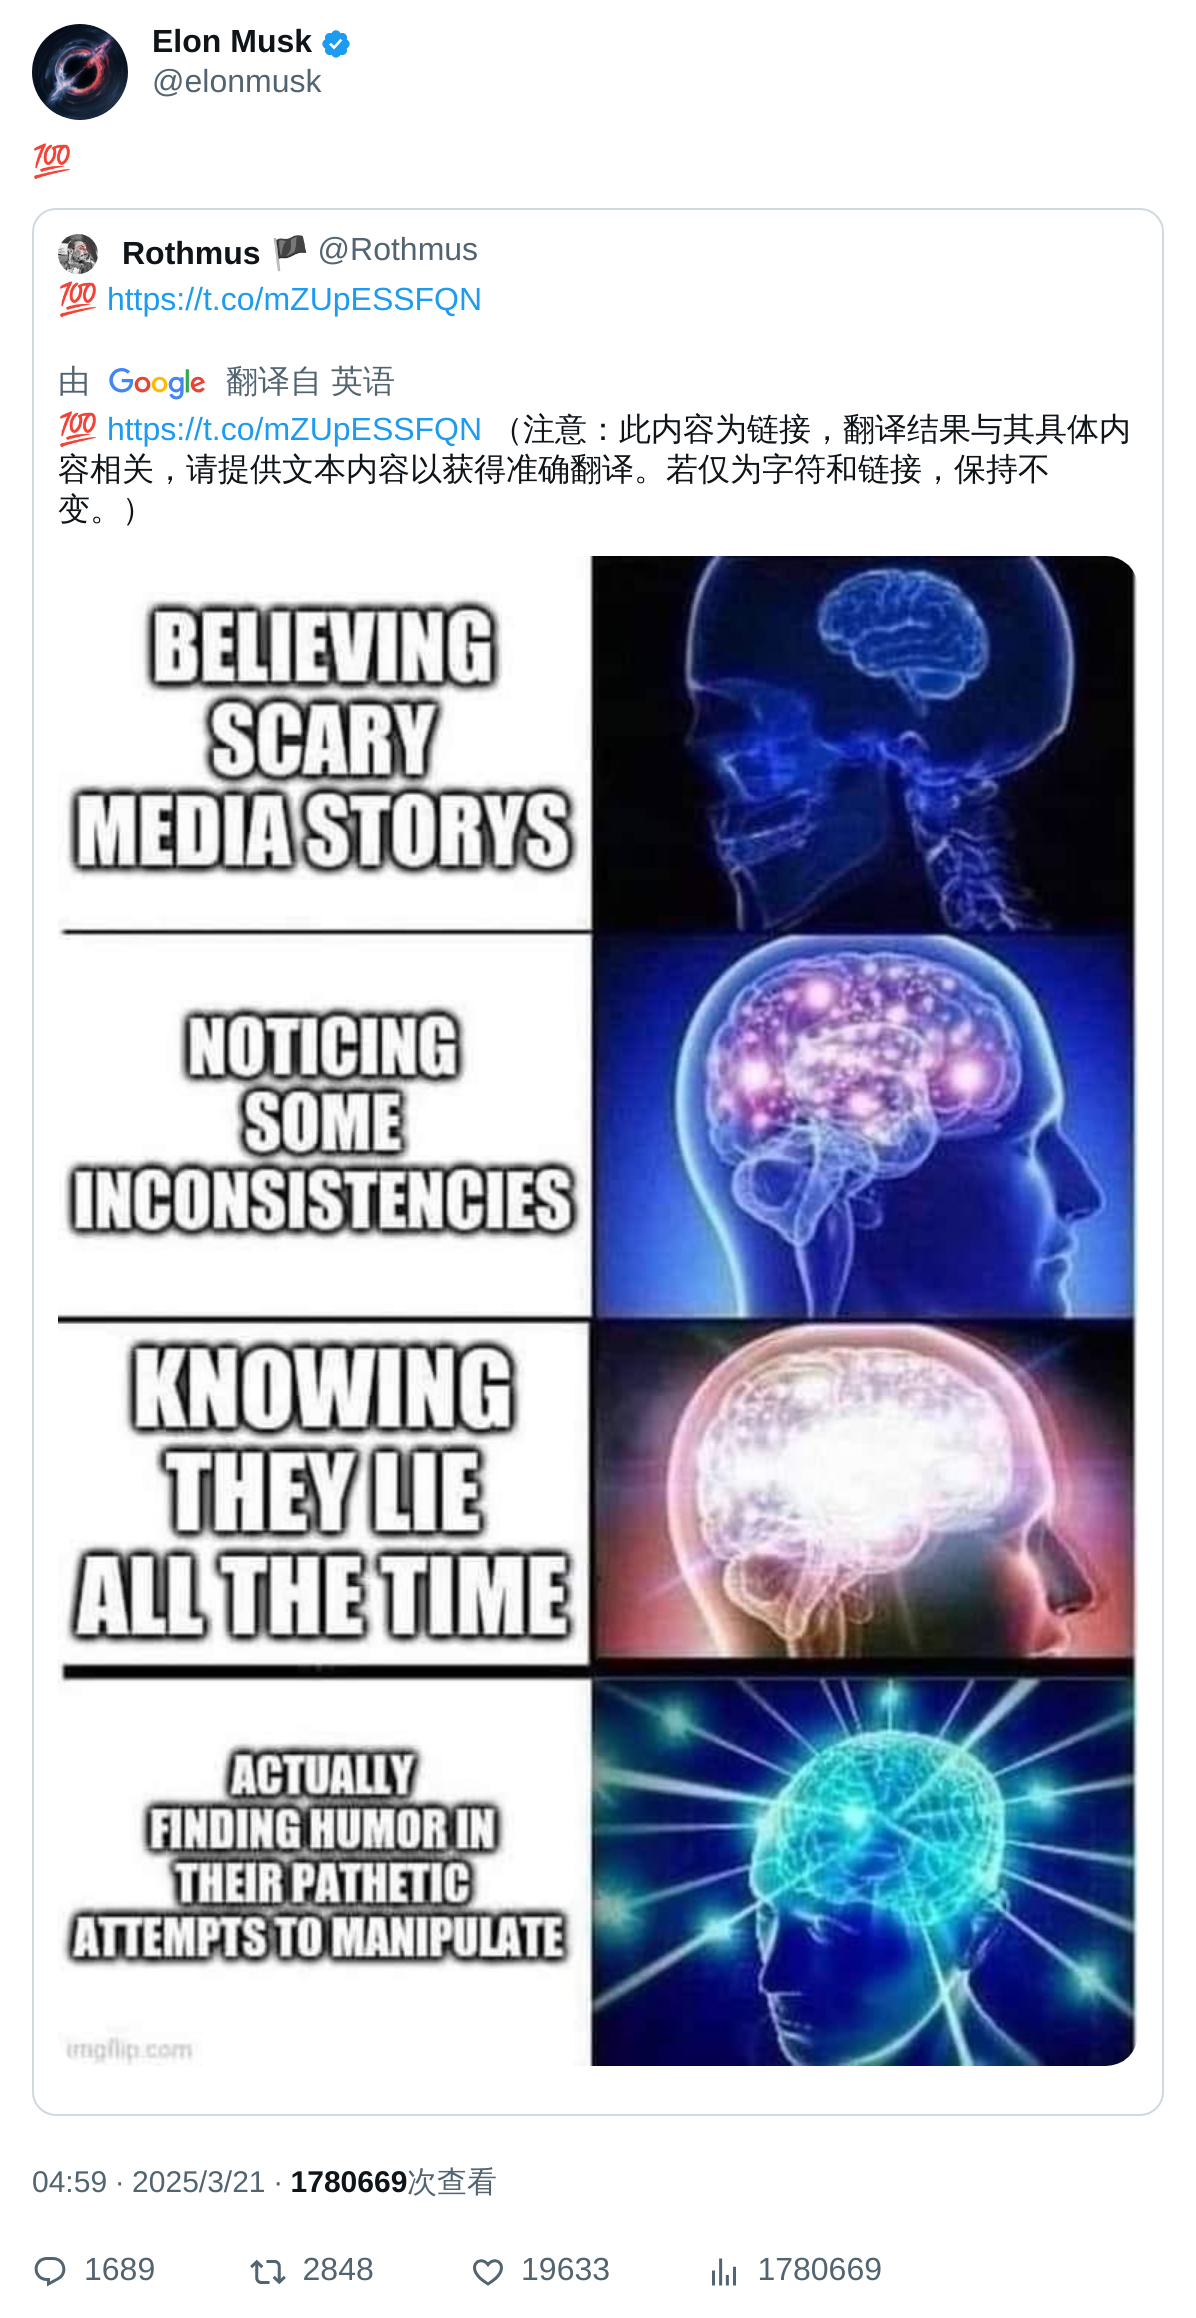 Elon Musk
@elonmusk
💯
Rothmus 🏴 @Rothmus
💯 https://t.co/mZUpESSFQN
由 Google 翻译自 英语
💯 https://t.co/mZUpESSFQN （注意：此内容为链接，翻译结果与其具体内
容相关，请提供文本内容以获得准确翻译。若仅为字符和链接，保持不
变。）
BELIEVING
SCARY
MEDIA STORYS
NOTICING
SOME
INCONSISTENCIES
KNOWING
THEY LIE
ALL THE TIME
ACTUALLY
FINDING HUMOR IN
THEIR PATHETIC
ATTEMPTS TO MANIPULATE
imgflip.com
04:59 · 2025/3/21 · 1780669次查看
1689 2848 19633 1780669